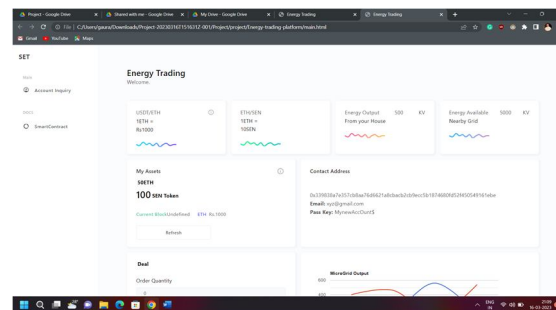 Project - Google Drive
Shared with me - Google Drive
My Drive - Google Drive
Energy Trading
Energy Trading
File | C:/Users/gaura/Downloads/Project-20230316T151631Z-001/Project/project/Energy-trading-platform/main.html
Gmail YouTube Maps
SET
Energy Trading
Welcome.
Account Inquiry
SmartContract
USDT/ETH
1ETH =
Rs1000
ETH/SEN
1ETH =
10SEN
Energy Output 500 KV
From your House
Energy Available 5000 KV
Nearby Grid
My Assets
50ETH
100 SEN Token
Current BlockUndefined ETH Rs.1000
Refresh
Contact Address
Email: xyz@gmail.com
Pass Key: MynewAccOunt$
Deal
Order Quantity
0
MicroGrid Output
600
400
ENG
IN
21:09
16-03-2023